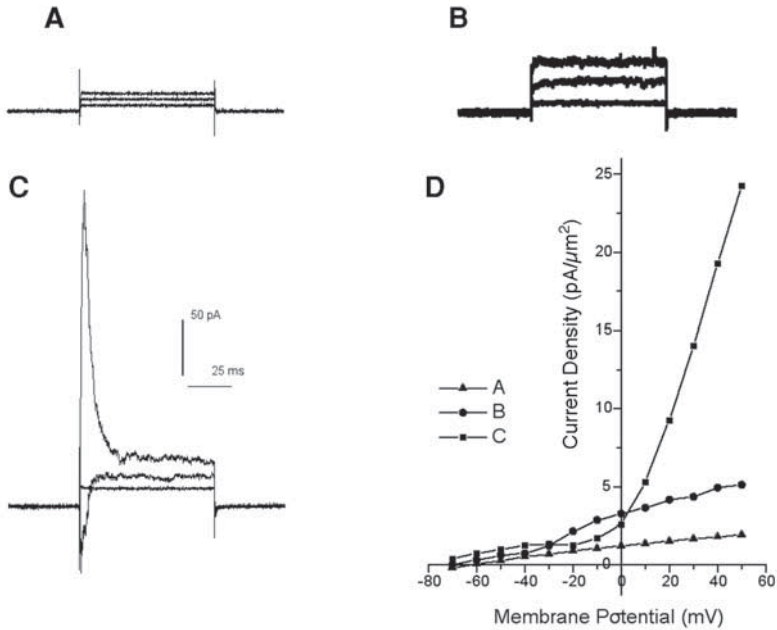 A
B
C
50 pA
25 ms
D
Current Density (pA/μm²)
25
20
15
10
5
0
A
B
C
-80 -60 -40 -20 0 20 40 60
Membrane Potential (mV)